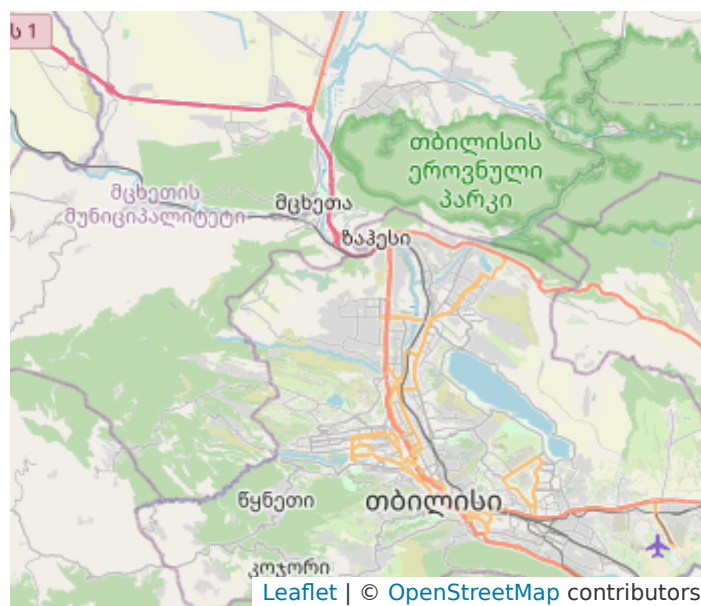 ს 1
თბილისის
ეროვნული
პარკი
მცხეთის
მუნიციპალიტეტი
მცხეთა
ზაჰესი
წყნეთი
თბილისი
კოჯორი
Leaflet | © OpenStreetMap contributors